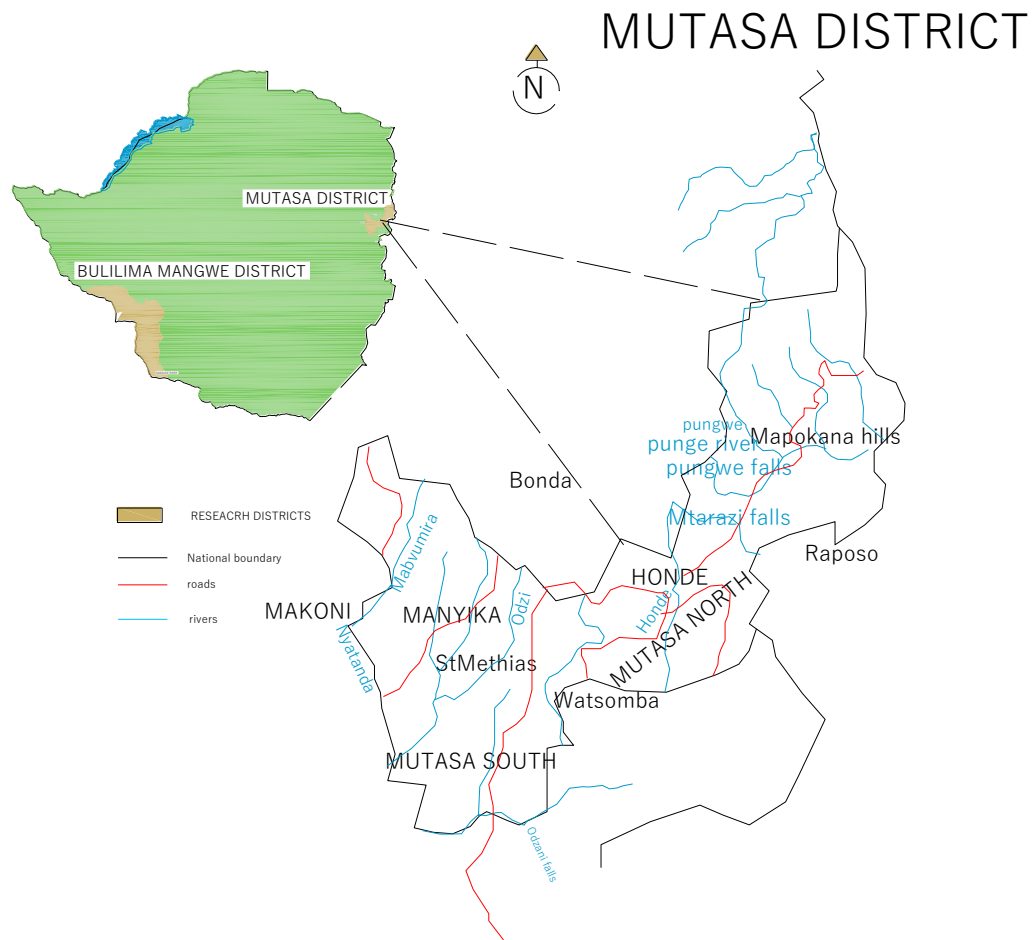 MUTASA DISTRICT
N
MUTASA DISTRICT
BULILIMA MANGWE DISTRICT
pungwe
Mapokana hills
punge river
pungwe falls
Bonda
RESEACRH DISTRICTS
Mtarazi falls
National boundary
Mabvumira
Raposo
roads
HONDE
MAKONI
MANYIKA
Odzi
Honde
rivers
MUTASA NORTH
Nyatanda
StMethias
Watsomba
MUTASA SOUTH
Odzani falls